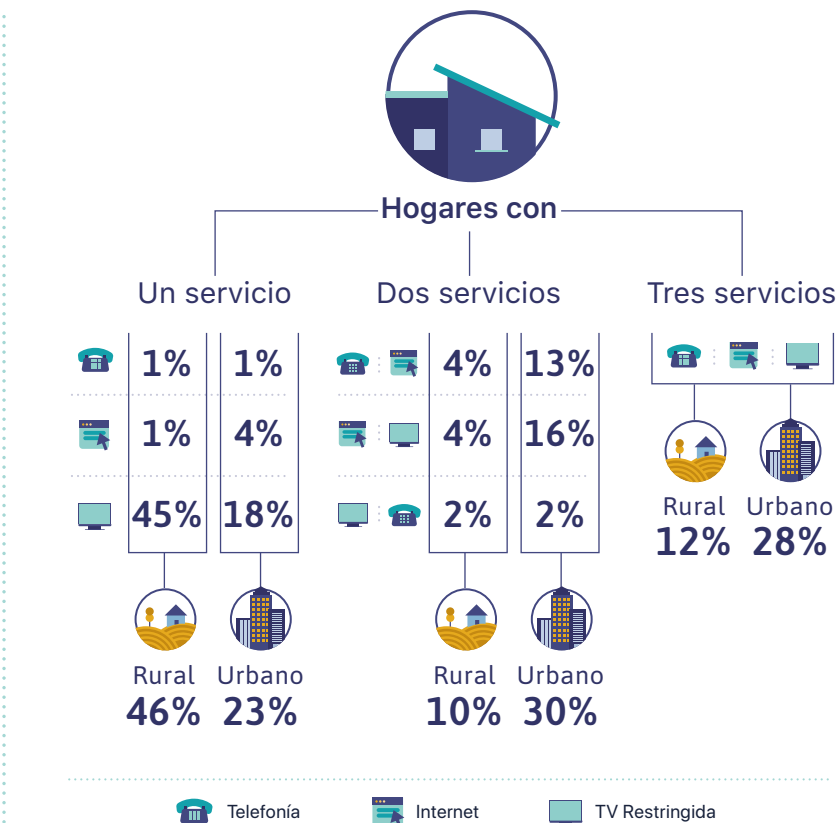 Hogares con
Un servicio
Dos servicios
Tres servicios
1% 1%
1% 4%
45% 18%
Rural Urbano
46% 23%
4% 13%
4% 16%
2% 2%
Rural Urbano
10% 30%
Rural Urbano
12% 28%
Telefonía
Internet
TV Restringida